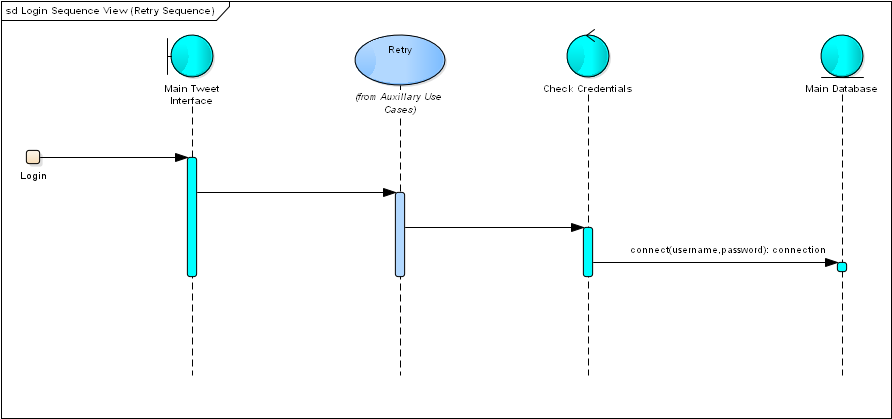 sd Login Sequence View (Retry Sequence)
Retry
Main Tweet
Interface
(from Auxillary Use
Cases)
Check Credentials
Main Database
Login
connect(username,password): connection